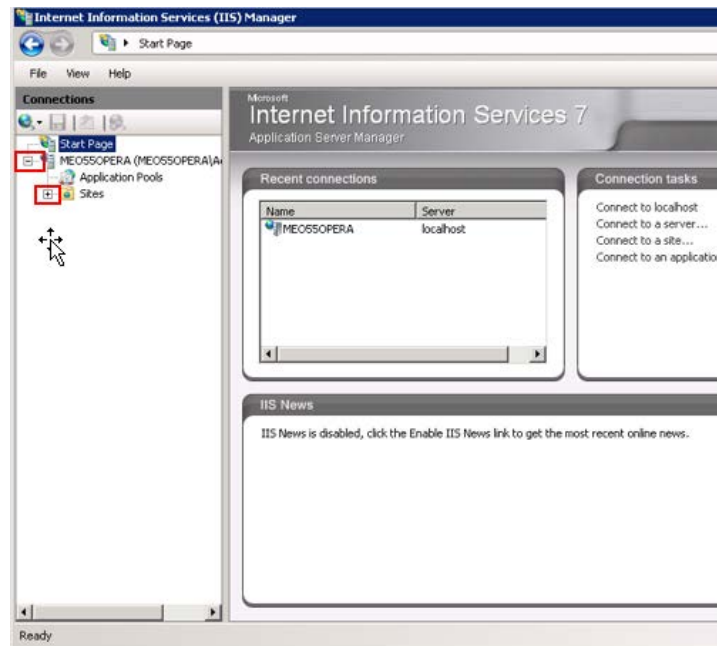 Internet Information Services (IIS) Manager
Start Page
File View Help
Connections
Start Page
MEO55OPERA (MEO55OPERA\A
Application Pools
Sites
Microsoft
Internet Information Services 7
Application Server Manager
Recent connections
Name Server
MEO55OPERA localhost
Connection tasks
Connect to localhost
Connect to a server...
Connect to a site...
Connect to an applicatio
IIS News
IIS News is disabled, click the Enable IIS News link to get the most recent online news.
Ready